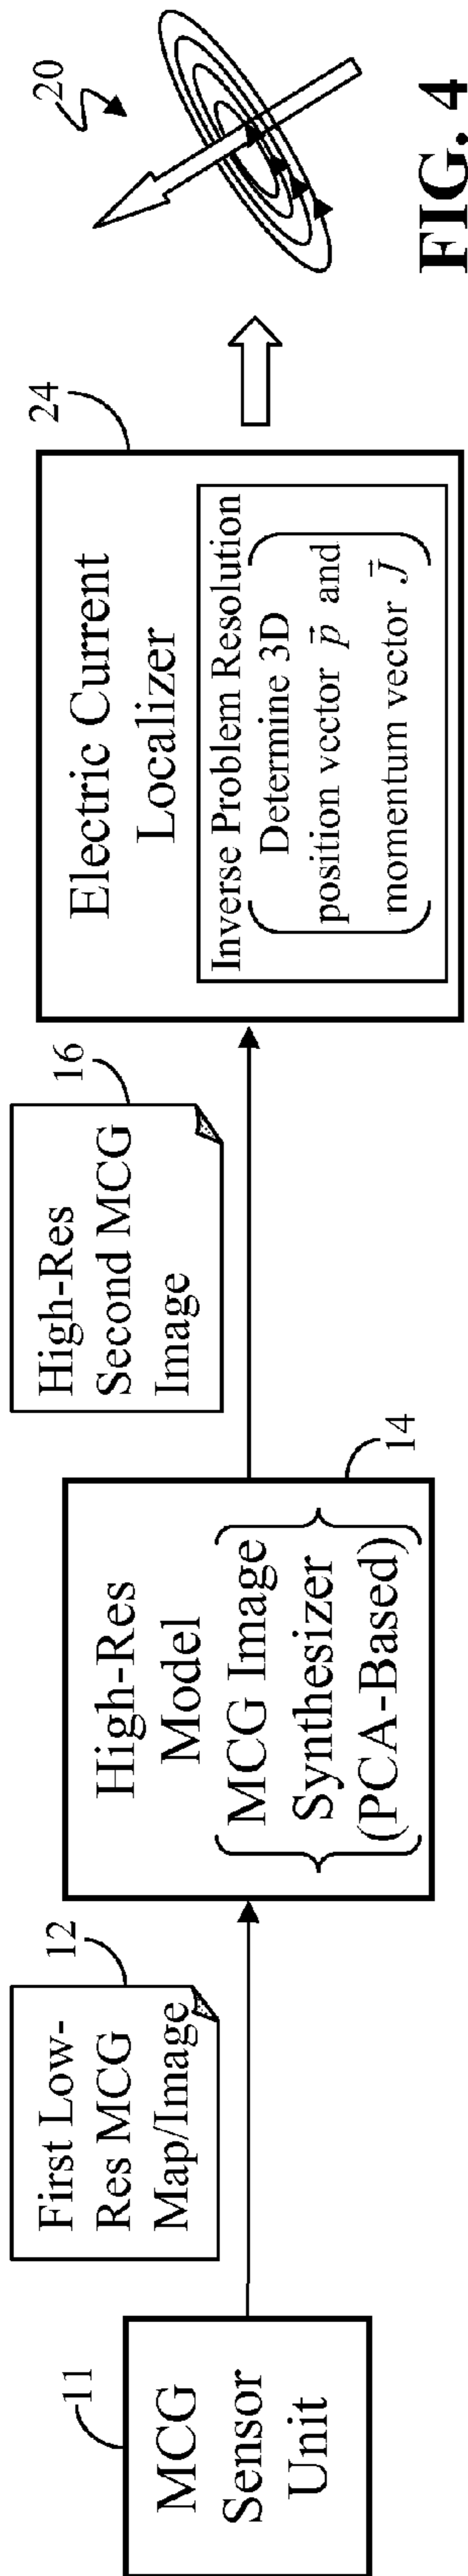 11
MCG
Sensor
Unit
12
First Low-
Res MCG
Map/Image
14
High-Res
Model
MCG Image
Synthesizer
(PCA-Based)
16
High-Res
Second MCG
Image
24
Electric Current
Localizer
Inverse Problem Resolution
Determine 3D
position vector p⃗ and
momentum vector J⃗
20
FIG. 4